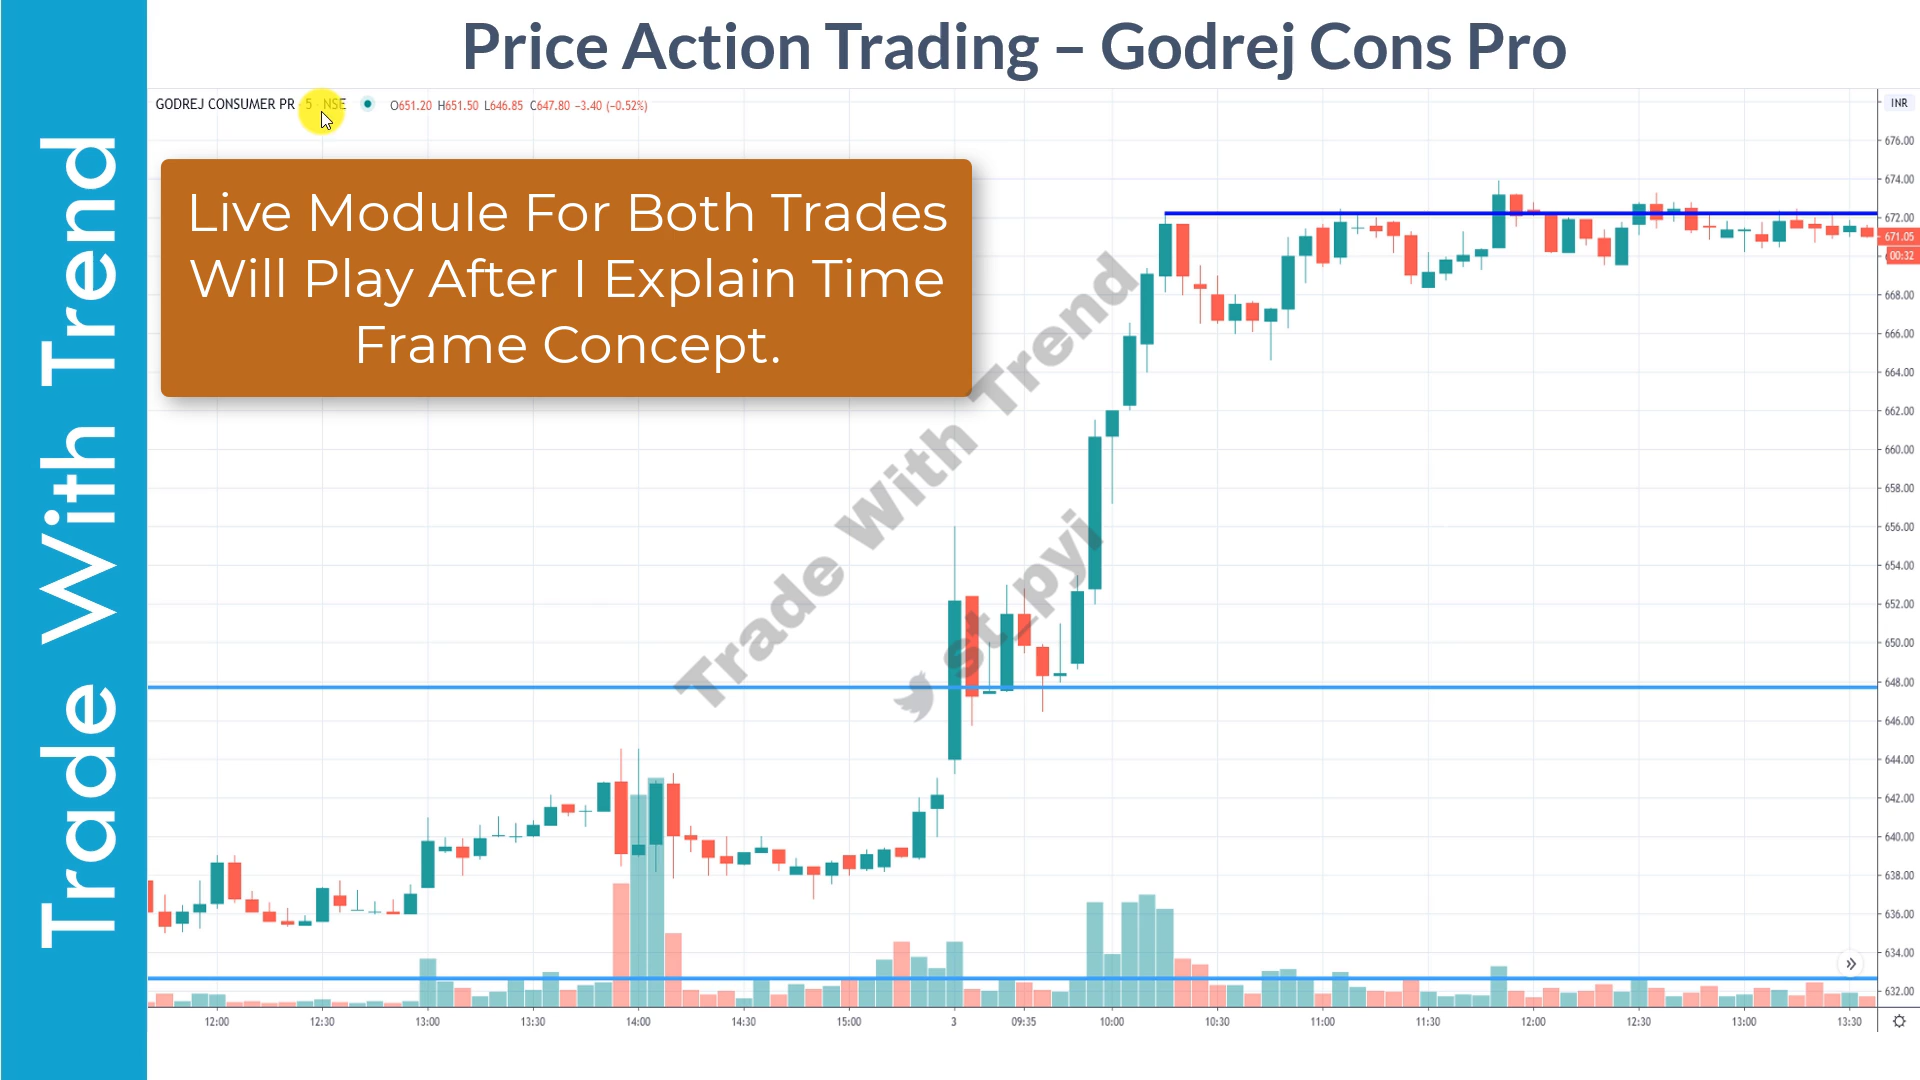 Price Action Trading – Godrej Cons Pro
Trade With Trend
GODREJ CONSUMER PR · 5 · NSE O651.20 H651.50 L646.85 C647.80 −3.40 (−0.52%)
INR
Live Module For Both Trades
Will Play After I Explain Time
Frame Concept.
Trade With Trend
st_pyi
676.00
674.00
672.00
671.05
00:32
668.00
666.00
664.00
662.00
660.00
658.00
656.00
654.00
652.00
650.00
648.00
646.00
644.00
642.00
640.00
638.00
636.00
634.00
632.00
12:00 12:30 13:00 13:30 14:00 14:30 15:00 3 09:35 10:00 10:30 11:00 11:30 12:00 12:30 13:00 13:30